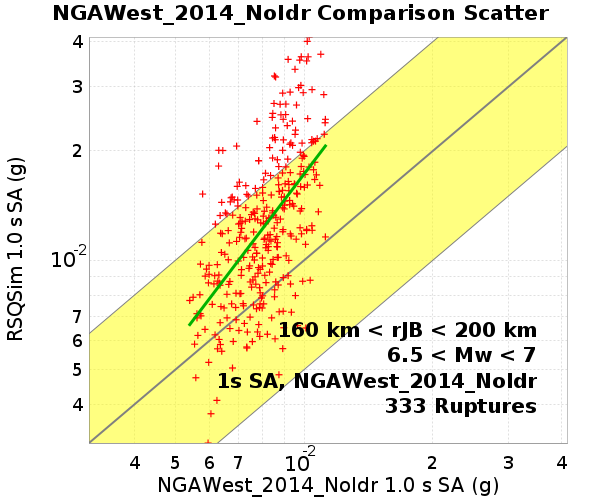 NGAWest_2014_NoIdr Comparison Scatter
4
3
2
10-2
7
6
5
4
RSQSim 1.0 s SA (g)
160 km < rJB < 200 km
6.5 < Mw < 7
1s SA, NGAWest_2014_NoIdr
333 Ruptures
4 5 6 7 10-2 2 3 4
NGAWest_2014_NoIdr 1.0 s SA (g)